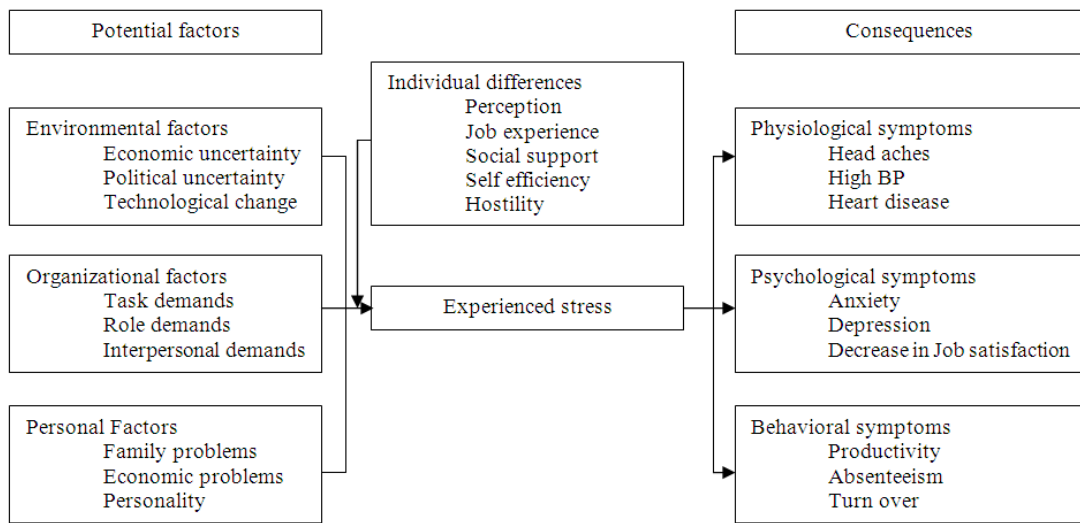 Potential factors
Consequences
Individual differences
Perception
Job experience
Social support
Self efficiency
Hostility
Environmental factors
Economic uncertainty
Political uncertainty
Technological change
Physiological symptoms
Head aches
High BP
Heart disease
Organizational factors
Task demands
Role demands
Interpersonal demands
Experienced stress
Psychological symptoms
Anxiety
Depression
Decrease in Job satisfaction
Personal Factors
Family problems
Economic problems
Personality
Behavioral symptoms
Productivity
Absenteeism
Turn over